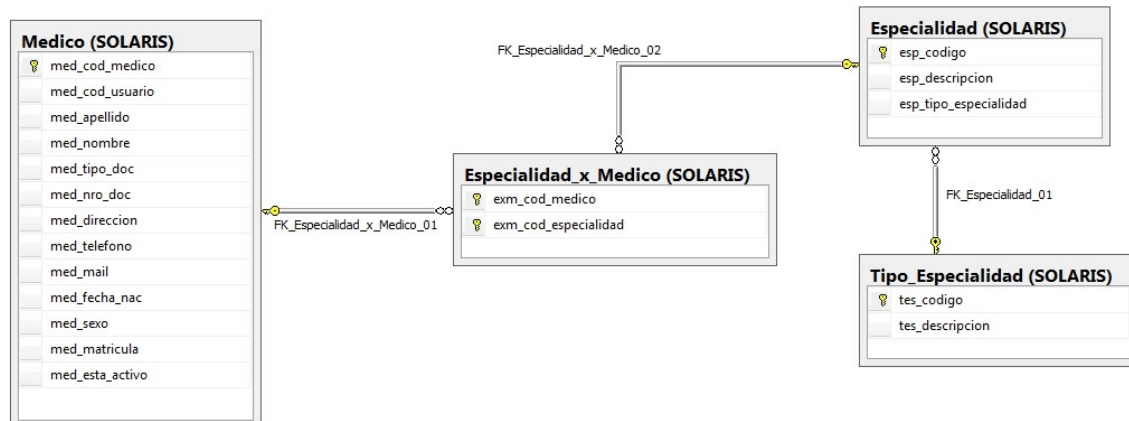 Medico (SOLARIS)
med_cod_medico
med_cod_usuario
med_apellido
med_nombre
med_tipo_doc
med_nro_doc
med_direccion
med_telefono
med_mail
med_fecha_nac
med_sexo
med_matricula
med_esta_activo
FK_Especialidad_x_Medico_01
Especialidad_x_Medico (SOLARIS)
exm_cod_medico
exm_cod_especialidad
FK_Especialidad_x_Medico_02
Especialidad (SOLARIS)
esp_codigo
esp_descripcion
esp_tipo_especialidad
FK_Especialidad_01
Tipo_Especialidad (SOLARIS)
tes_codigo
tes_descripcion